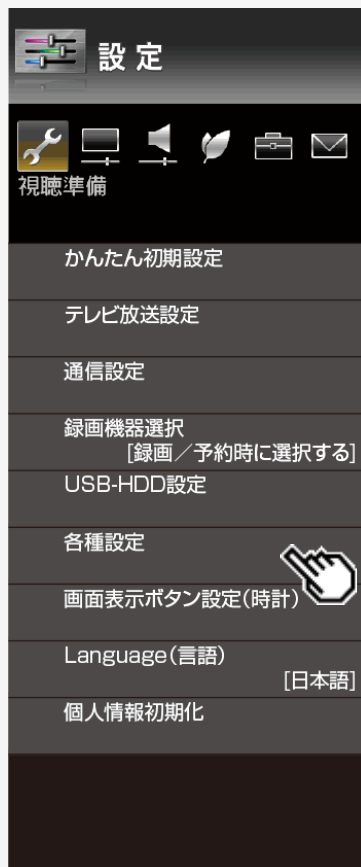 設定
視聴準備
かんたん初期設定
テレビ放送設定
通信設定
録画機器選択
[録画／予約時に選択する]
USB-HDD設定
各種設定
画面表示ボタン設定(時計)
Language(言語)
[日本語]
個人情報初期化